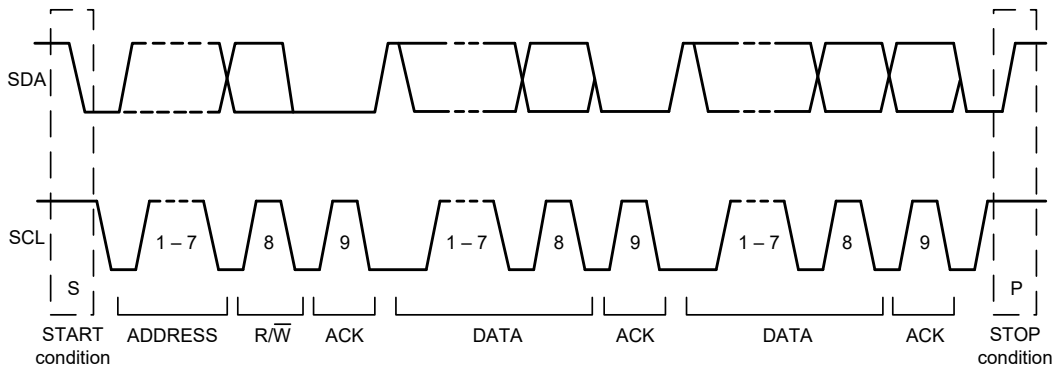 SDA
SCL
1 – 7
8
9
1 – 7
8
9
1 – 7
8
9
S
P
START
condition
ADDRESS
R/W̅
ACK
DATA
ACK
DATA
ACK
STOP
condition